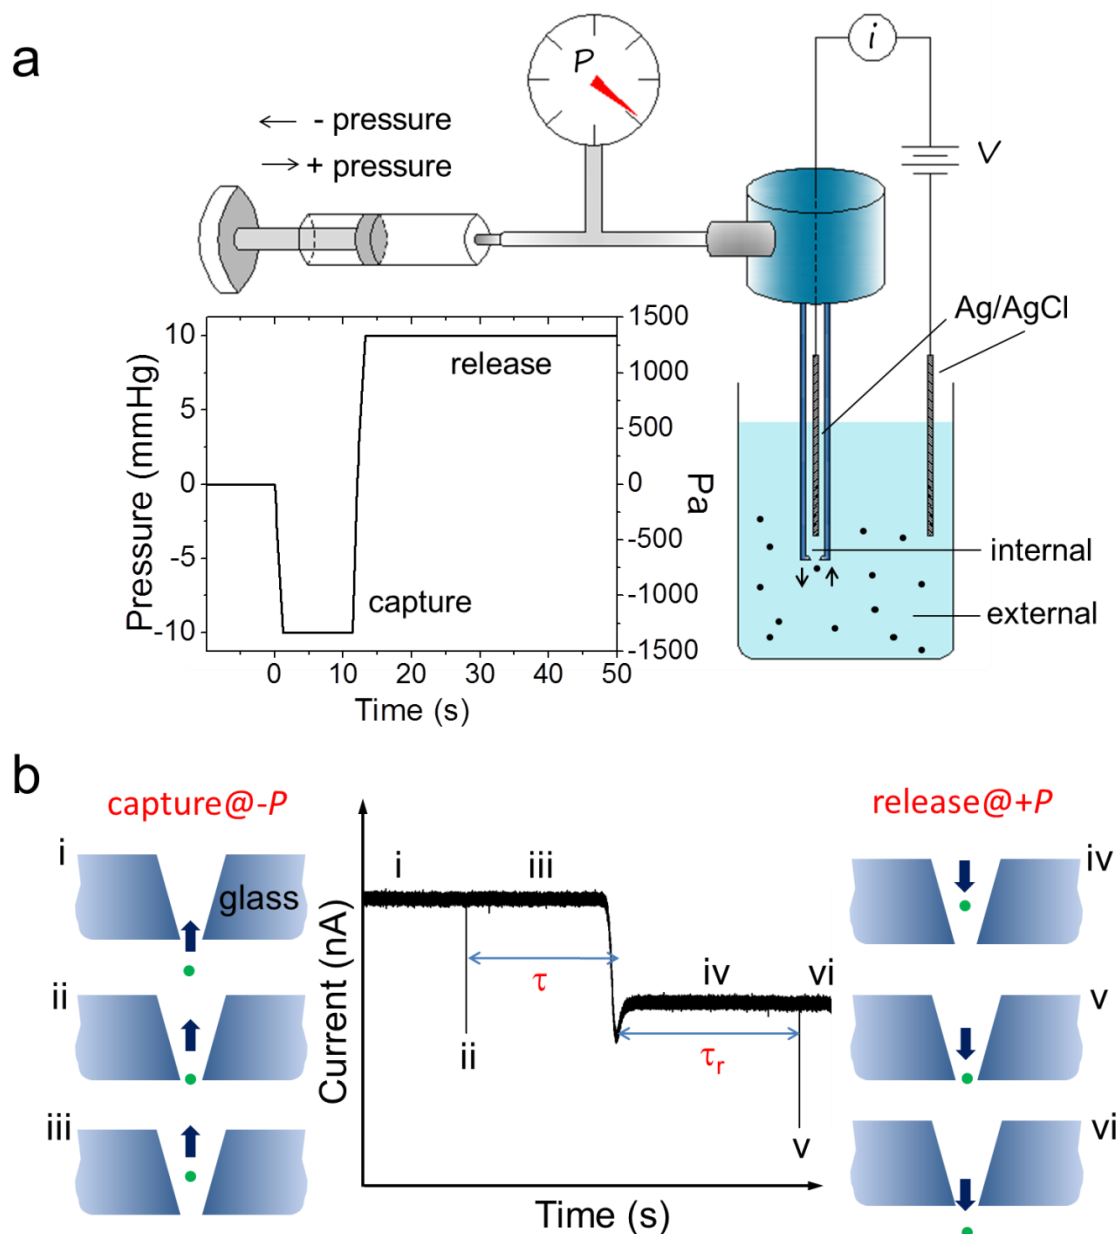 a
P
i
V
- pressure
+ pressure
Ag/AgCl
internal
external
Pressure (mmHg)
10
5
0
-5
-10
release
capture
1500
1000
500
0
-500
-1000
-1500
Pa
0 10 20 30 40 50
Time (s)
b
capture@-P
release@+P
i
glass
ii
iii
Current (nA)
i iii
τ
ii
iv vi
τr
v
Time (s)
iv
v
vi